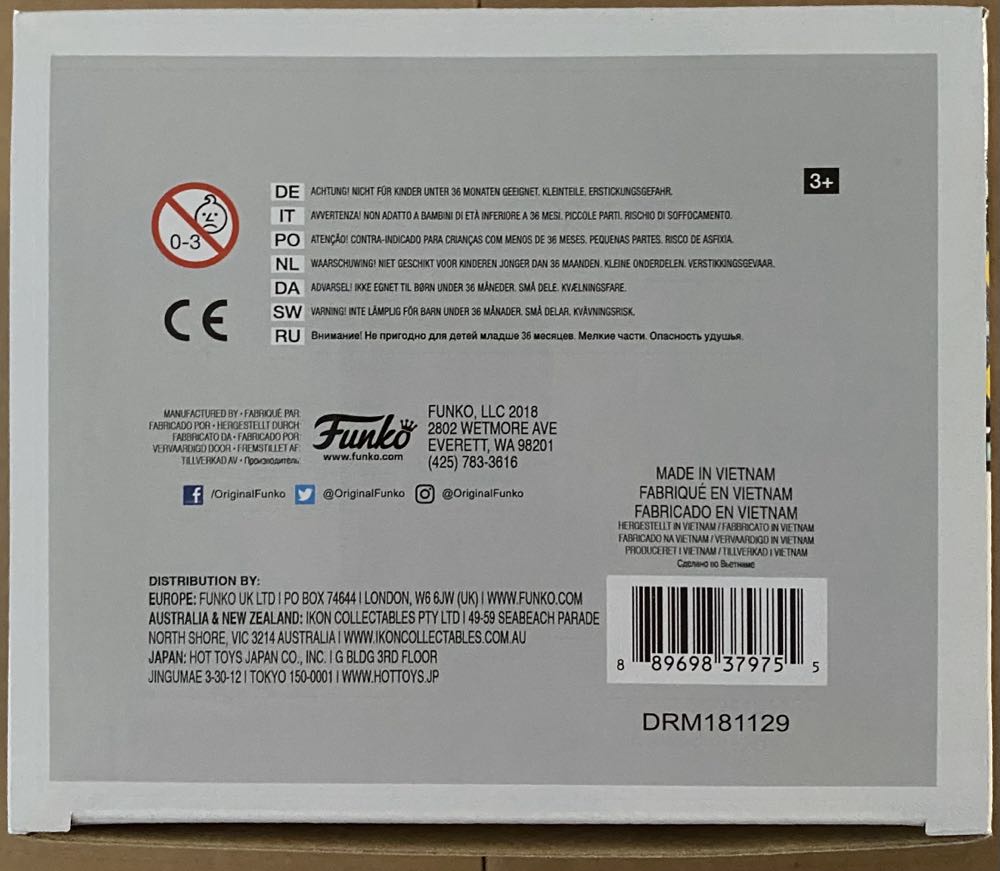 3+
0-3
DE ACHTUNG! NICHT FÜR KINDER UNTER 36 MONATEN GEEIGNET. KLEINTEILE. ERSTICKUNGSGEFAHR.
IT AVVERTENZA! NON ADATTO A BAMBINI DI ETÀ INFERIORE A 36 MESI. PICCOLE PARTI. RISCHIO DI SOFFOCAMENTO.
PO ATENÇÃO! CONTRA-INDICADO PARA CRIANÇAS COM MENOS DE 36 MESES. PEQUENAS PARTES. RISCO DE ASFIXIA.
NL WAARSCHUWING! NIET GESCHIKT VOOR KINDEREN JONGER DAN 36 MAANDEN. KLEINE ONDERDELEN. VERSTIKKINGSGEVAAR.
DA ADVARSEL! IKKE EGNET TIL BØRN UNDER 36 MÅNEDER. SMÅ DELE. KVÆLNINGSFARE.
SW VARNING! INTE LÄMPLIG FÖR BARN UNDER 36 MÅNADER. SMÅ DELAR. KVÄVNINGSRISK.
RU Внимание! Не пригодно для детей младше 36 месяцев. Мелкие части. Опасность удушья.
CE
MANUFACTURED BY • FABRIQUÉ PAR
FABRICADO POR • HERGESTELLT DURCH
FABBRICATO DA • FABRICADO POR
VERVAARDIGD DOOR • FREMSTILLET AF
TILLVERKAD AV • Производитель:
Funko
www.funko.com
FUNKO, LLC 2018
2802 WETMORE AVE
EVERETT, WA 98201
(425) 783-3616
/OriginalFunko @OriginalFunko @OriginalFunko
MADE IN VIETNAM
FABRIQUÉ EN VIETNAM
FABRICADO EN VIETNAM
HERGESTELLT IN VIETNAM / FABBRICATO IN VIETNAM
FABRICADO NA VIETNAM / VERVAARDIGD IN VIETNAM
PRODUCERET I VIETNAM / TILLVERKAD I VIETNAM
Сделано во Вьетнаме
DISTRIBUTION BY:
EUROPE: FUNKO UK LTD | PO BOX 74644 | LONDON, W6 6JW (UK) | WWW.FUNKO.COM
AUSTRALIA & NEW ZEALAND: IKON COLLECTABLES PTY LTD | 49-59 SEABEACH PARADE
NORTH SHORE, VIC 3214 AUSTRALIA | WWW.IKONCOLLECTABLES.COM.AU
JAPAN: HOT TOYS JAPAN CO., INC. | G BLDG 3RD FLOOR
JINGUMAE 3-30-12 | TOKYO 150-0001 | WWW.HOTTOYS.JP
8 89698 37975 5
DRM181129